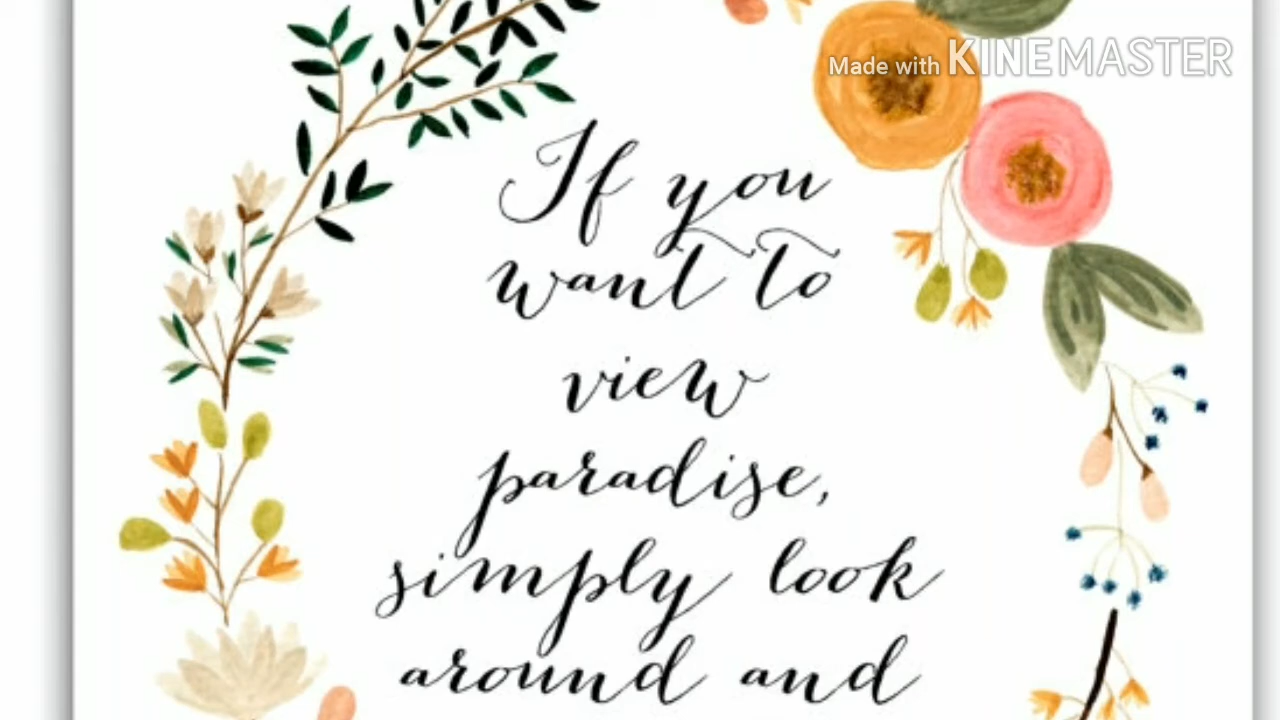 Made with KINEMASTER
If you
want to
view
paradise,
simply look
around and